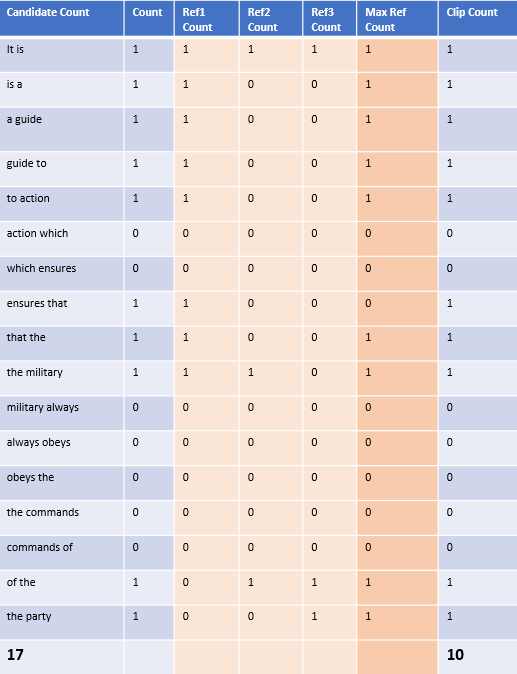 Candidate Count Count Ref1 Count Ref2 Count Ref3 Count Max Ref Count Clip Count
It is 1 1 1 1 1 1
is a 1 1 0 0 1 1
a guide 1 1 0 0 1 1
guide to 1 1 0 0 1 1
to action 1 1 0 0 1 1
action which 0 0 0 0 0 0
which ensures 0 0 0 0 0 0
ensures that 1 1 0 0 0 1
that the 1 1 0 0 1 1
the military 1 1 1 0 1 1
military always 0 0 0 0 0 0
always obeys 0 0 0 0 0 0
obeys the 0 0 0 0 0 0
the commands 0 0 0 0 0 0
commands of 0 0 0 0 0 0
of the 1 0 1 1 1 1
the party 1 0 0 1 1 1
17 10